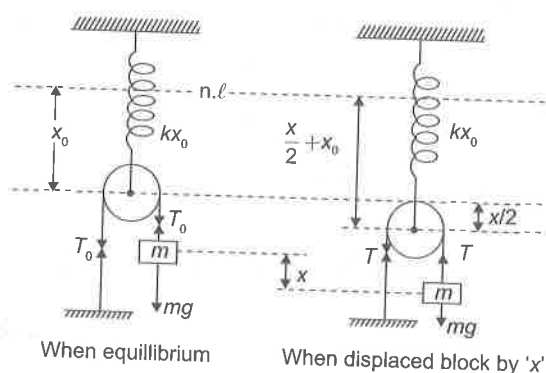 n.ℓ
x₀
kx₀
T₀
T₀
m
mg
x
When equillibrium
x/2 + x₀
kx₀
x/2
T
T
m
mg
When displaced block by 'x'